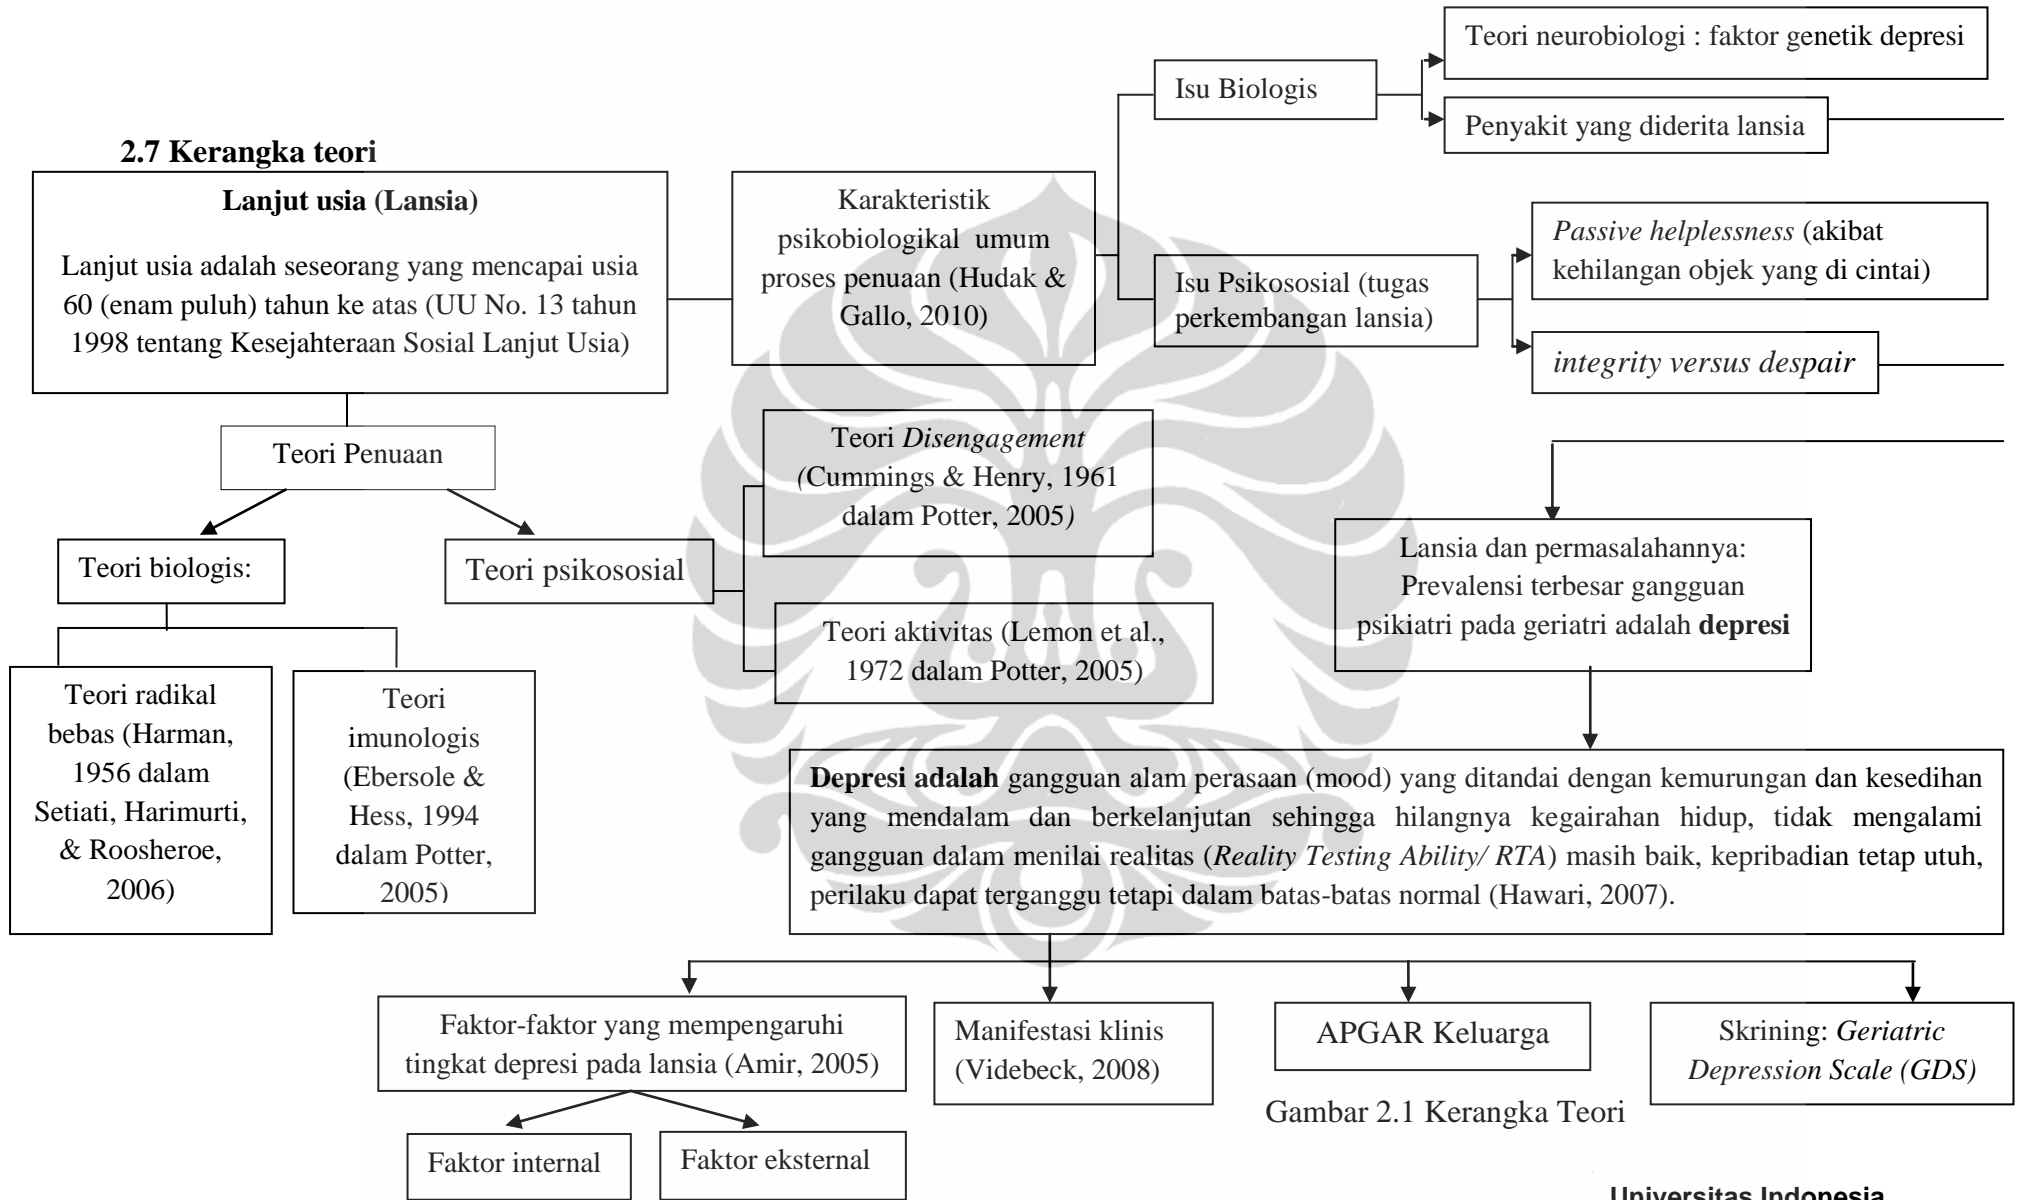 2.7 Kerangka teori
Lanjut usia (Lansia)
Lanjut usia adalah seseorang yang mencapai usia
60 (enam puluh) tahun ke atas (UU No. 13 tahun
1998 tentang Kesejahteraan Sosial Lanjut Usia)
Karakteristik
psikobiologikal umum
proses penuaan (Hudak &
Gallo, 2010)
Isu Biologis
Teori neurobiologi : faktor genetik depresi
Penyakit yang diderita lansia
Isu Psikososial (tugas
perkembangan lansia)
Passive helplessness (akibat
kehilangan objek yang di cintai)
integrity versus despair
Teori Penuaan
Teori biologis:
Teori psikososial
Teori radikal
bebas (Harman,
1956 dalam
Setiati, Harimurti,
& Roosheroe,
2006)
Teori
imunologis
(Ebersole &
Hess, 1994
dalam Potter,
2005)
Teori Disengagement
(Cummings & Henry, 1961
dalam Potter, 2005)
Teori aktivitas (Lemon et al.,
1972 dalam Potter, 2005)
Lansia dan permasalahannya:
Prevalensi terbesar gangguan
psikiatri pada geriatri adalah depresi
Depresi adalah gangguan alam perasaan (mood) yang ditandai dengan kemurungan dan kesedihan
yang mendalam dan berkelanjutan sehingga hilangnya kegairahan hidup, tidak mengalami
gangguan dalam menilai realitas (Reality Testing Ability/ RTA) masih baik, kepribadian tetap utuh,
perilaku dapat terganggu tetapi dalam batas-batas normal (Hawari, 2007).
Faktor-faktor yang mempengaruhi
tingkat depresi pada lansia (Amir, 2005)
Manifestasi klinis
(Videbeck, 2008)
APGAR Keluarga
Skrining: Geriatric
Depression Scale (GDS)
Faktor internal
Faktor eksternal
Gambar 2.1 Kerangka Teori
Universitas Indonesia